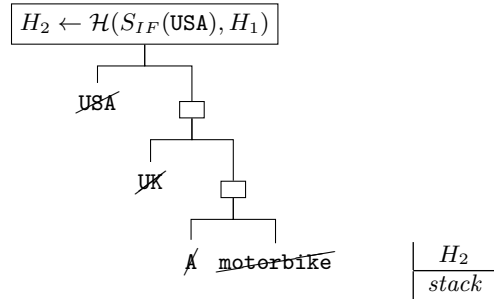 H₂ ← ℋ(S_IF(USA), H₁)
USA
UK
A motorbike
H₂
stack